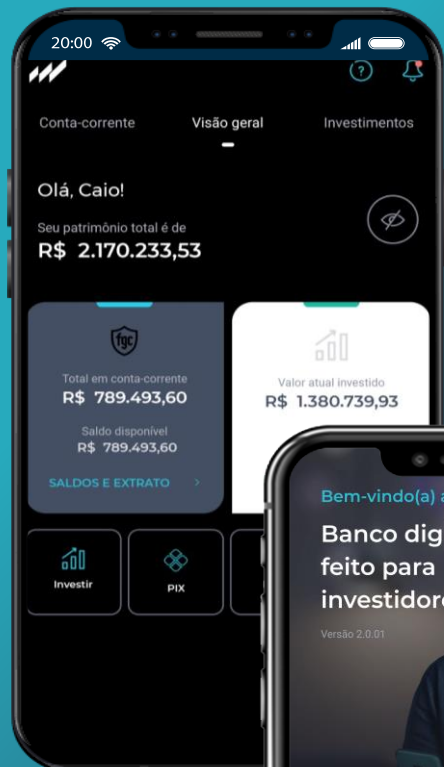 20:00
Conta-corrente Visão geral Investimentos
Olá, Caio!
Seu patrimônio total é de
R$ 2.170.233,53
fgc
Total em conta-corrente
R$ 789.493,60
Saldo disponível
R$ 789.493,60
SALDOS E EXTRATO >
Valor atual investido
R$ 1.380.739,93
Investir
PIX
Bem-vindo(a) a
Banco dig
feito para
investidor
Versão 2.0.01